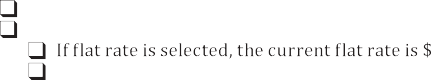 If flat rate is selected, the current flat rate is $